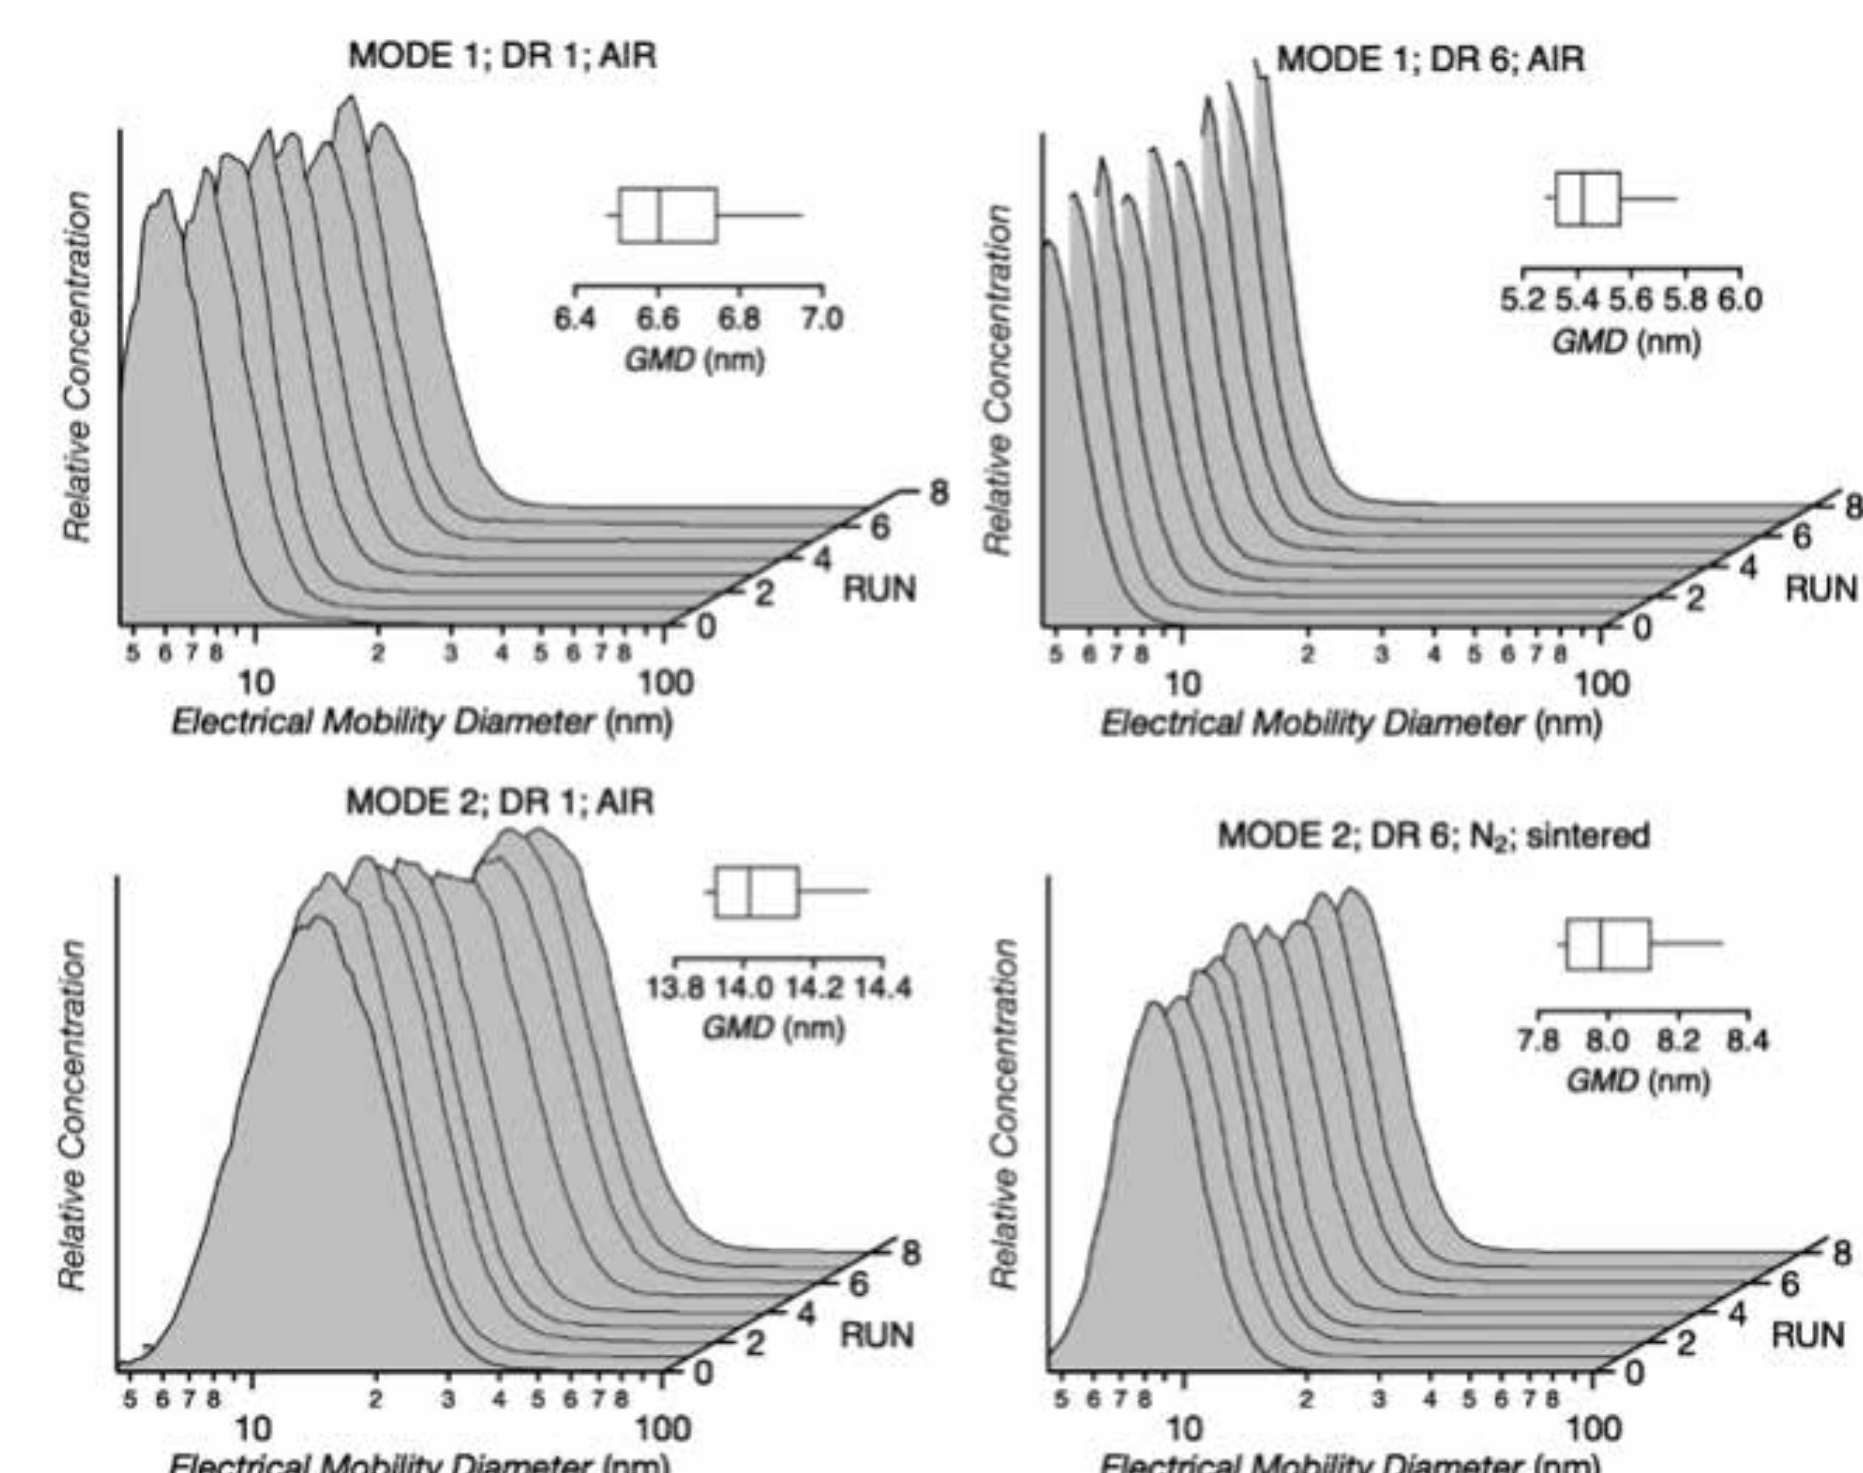 MODE 1; DR 1; AIR
Relative Concentration
6.4 6.6 6.8 7.0
GMD (nm)
8
6
4
2
0
RUN
5 6 7 8 2 3 4 5 6 7 8
10 100
Electrical Mobility Diameter (nm)
MODE 1; DR 6; AIR
Relative Concentration
5.2 5.4 5.6 5.8 6.0
GMD (nm)
8
6
4
2
0
RUN
5 6 7 8 2 3 4 5 6 7 8
10 100
Electrical Mobility Diameter (nm)
MODE 2; DR 1; AIR
Relative Concentration
13.8 14.0 14.2 14.4
GMD (nm)
8
6
4
2
0
RUN
5 6 7 8 2 3 4 5 6 7 8
10 100
Electrical Mobility Diameter (nm)
MODE 2; DR 6; N₂; sintered
Relative Concentration
7.8 8.0 8.2 8.4
GMD (nm)
8
6
4
2
0
RUN
5 6 7 8 2 3 4 5 6 7 8
10 100
Electrical Mobility Diameter (nm)